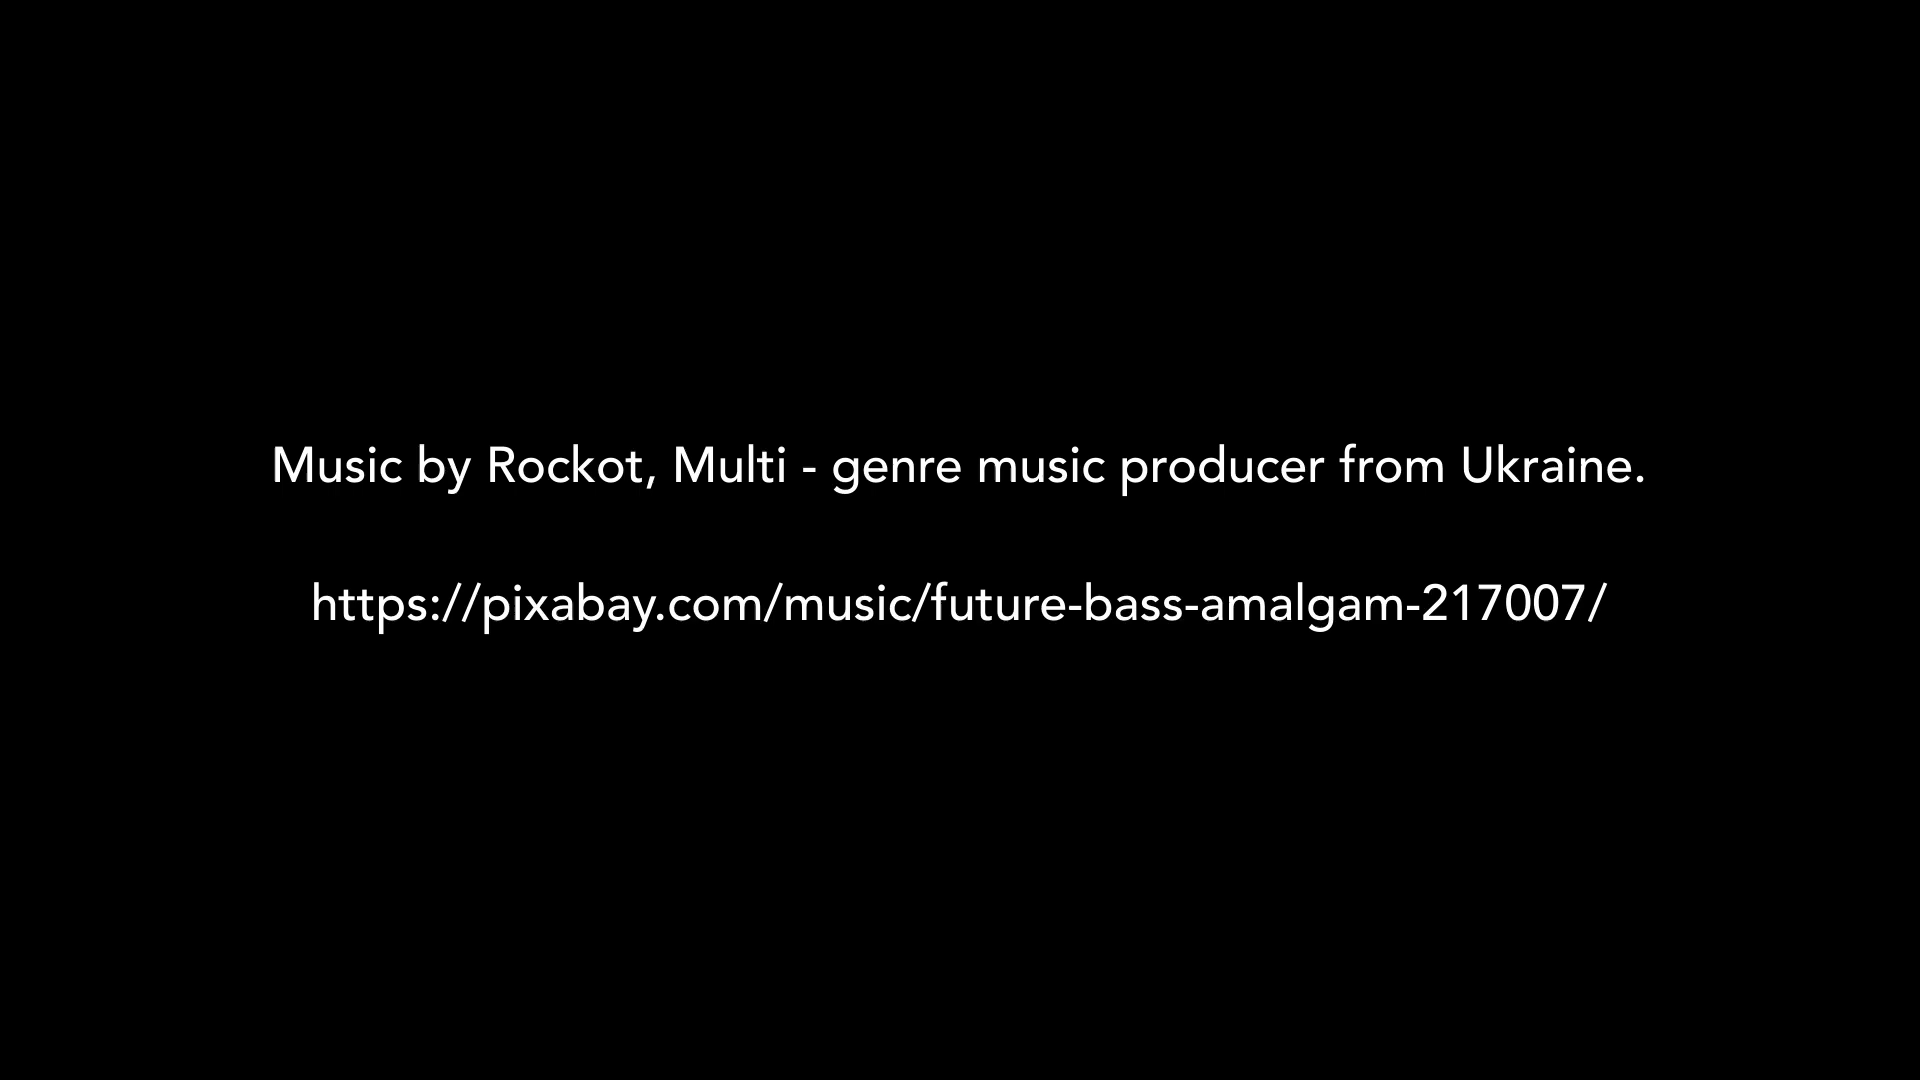 Music by Rockot, Multi - genre music producer from Ukraine.
https://pixabay.com/music/future-bass-amalgam-217007/